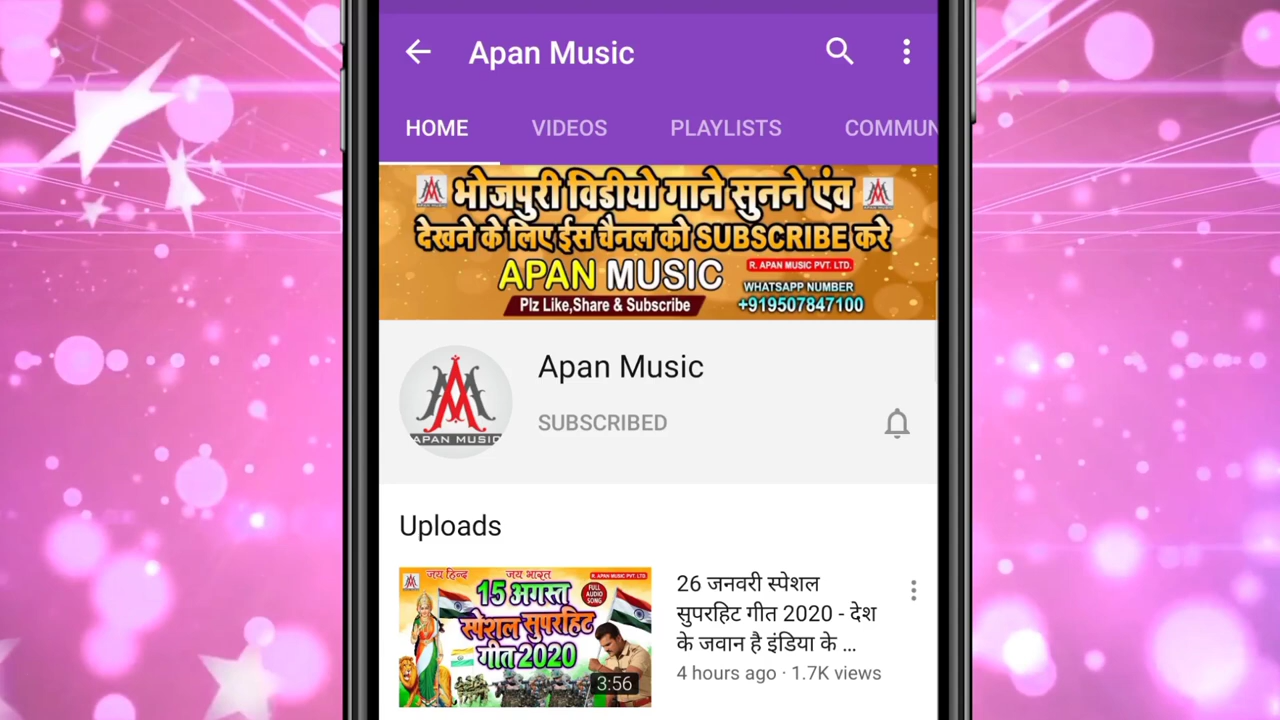 Apan Music
HOME VIDEOS PLAYLISTS COMMUN
भोजपुरी विडीयो गाने सुनने एंव
देखने के लिए ईस चैनल को SUBSCRIBE करे
APAN MUSIC
R. APAN MUSIC PVT. LTD.
WHATSAPP NUMBER
+919507847100
Plz Like,Share & Subscribe
APAN MUSIC
Apan Music
SUBSCRIBED
Uploads
जय हिन्द जय भारत
R. APAN MUSIC PVT. LTD
15 अगस्त
FULL
AUDIO
SONG
स्पेशल सुपरहिट
गीत 2020
3:56
26 जनवरी स्पेशल
सुपरहिट गीत 2020 - देश
के जवान है इंडिया के ...
4 hours ago · 1.7K views